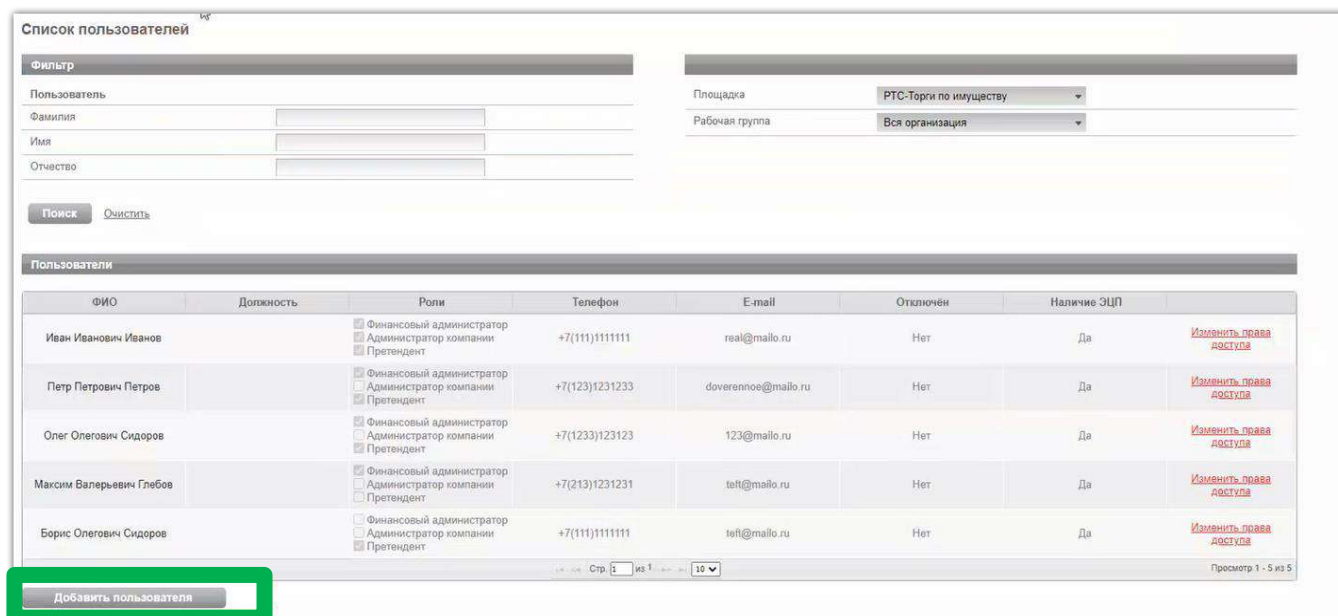 Список пользователей
Фильтр
Пользователь
Фамилия
Имя
Отчество
Площадка РТС-Торги по имуществу
Рабочая группа Вся организация
Поиск Очистить
Пользователи
ФИО Должность Роли Телефон E-mail Отключён Наличие ЭЦП
Иван Иванович Иванов Финансовый администратор Администратор компании Претендент +7(111)1111111 real@mailo.ru Нет Да Изменить права доступа
Петр Петрович Петров Финансовый администратор Администратор компании Претендент +7(123)1231233 doverennoe@mailo.ru Нет Да Изменить права доступа
Олег Олегович Сидоров Финансовый администратор Администратор компании Претендент +7(1233)123123 123@mailo.ru Нет Да Изменить права доступа
Максим Валерьевич Глебов Финансовый администратор Администратор компании Претендент +7(213)1231231 teft@mailo.ru Нет Да Изменить права доступа
Борис Олегович Сидоров Финансовый администратор Администратор компании Претендент +7(111)1111111 teft@mailo.ru Нет Да Изменить права доступа
Стр. 1 из 1 10 Просмотр 1 - 5 из 5
Добавить пользователя